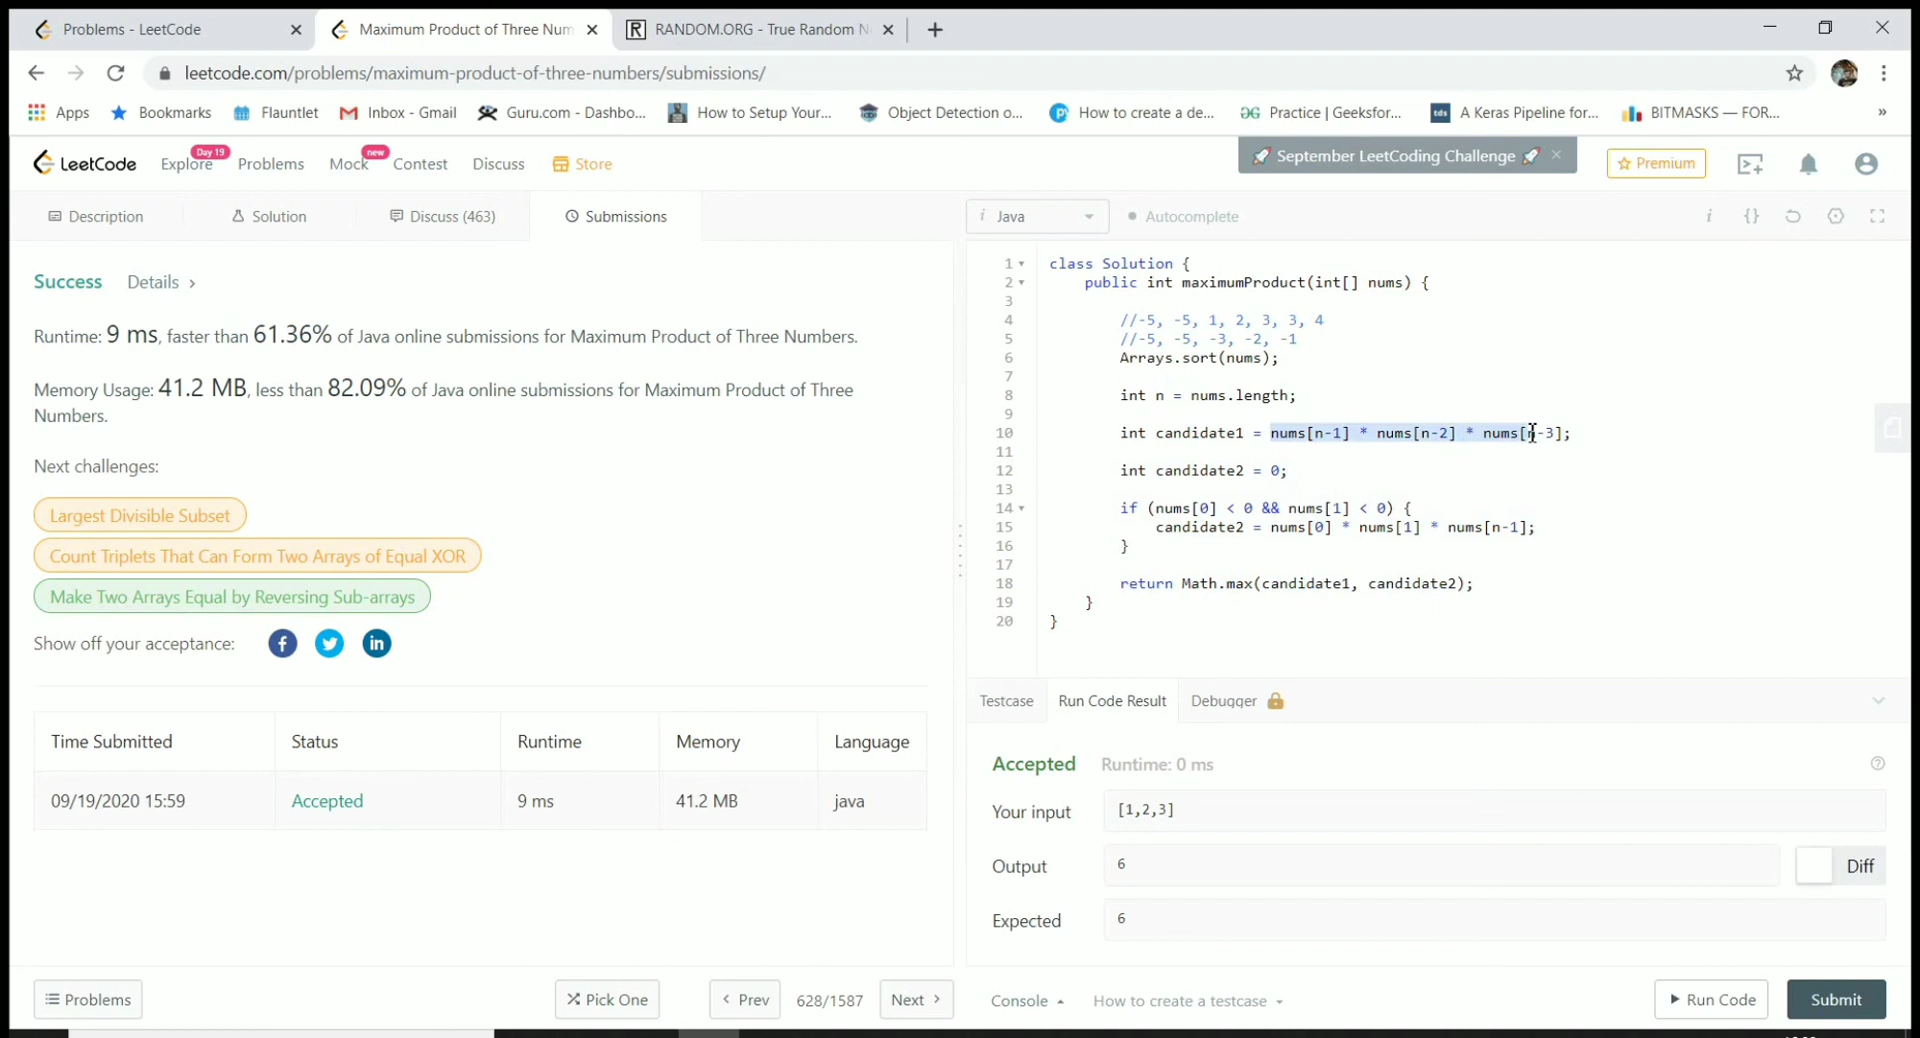 Problems - LeetCode
Maximum Product of Three Num
RANDOM.ORG - True Random N
leetcode.com/problems/maximum-product-of-three-numbers/submissions/
Apps
Bookmarks
Flauntlet
Inbox - Gmail
Guru.com - Dashbo...
How to Setup Your...
Object Detection o...
How to create a de...
Practice | Geeksfor...
A Keras Pipeline for...
BITMASKS — FOR...
»
LeetCode
Explore
Day 19
Problems
Mock
new
Contest
Discuss
Store
September LeetCoding Challenge
Premium
Description
Solution
Discuss (463)
Submissions
Success Details >
Runtime: 9 ms, faster than 61.36% of Java online submissions for Maximum Product of Three Numbers.
Memory Usage: 41.2 MB, less than 82.09% of Java online submissions for Maximum Product of Three
Numbers.
Next challenges:
Largest Divisible Subset
Count Triplets That Can Form Two Arrays of Equal XOR
Make Two Arrays Equal by Reversing Sub-arrays
Show off your acceptance:
Time Submitted Status Runtime Memory Language
09/19/2020 15:59 Accepted 9 ms 41.2 MB java
Problems
Pick One
< Prev
628/1587
Next >
i Java
Autocomplete
i {}
1 class Solution {
2 public int maximumProduct(int[] nums) {
3
4 //-5, -5, 1, 2, 3, 3, 4
5 //-5, -5, -3, -2, -1
6 Arrays.sort(nums);
7
8 int n = nums.length;
9
10 int candidate1 = nums[n-1] * nums[n-2] * nums[n-3];
11
12 int candidate2 = 0;
13
14 if (nums[0] < 0 && nums[1] < 0) {
15 candidate2 = nums[0] * nums[1] * nums[n-1];
16 }
17
18 return Math.max(candidate1, candidate2);
19 }
20 }
Testcase
Run Code Result
Debugger
Accepted Runtime: 0 ms
Your input [1,2,3]
Output 6
Diff
Expected 6
Console
How to create a testcase
Run Code
Submit